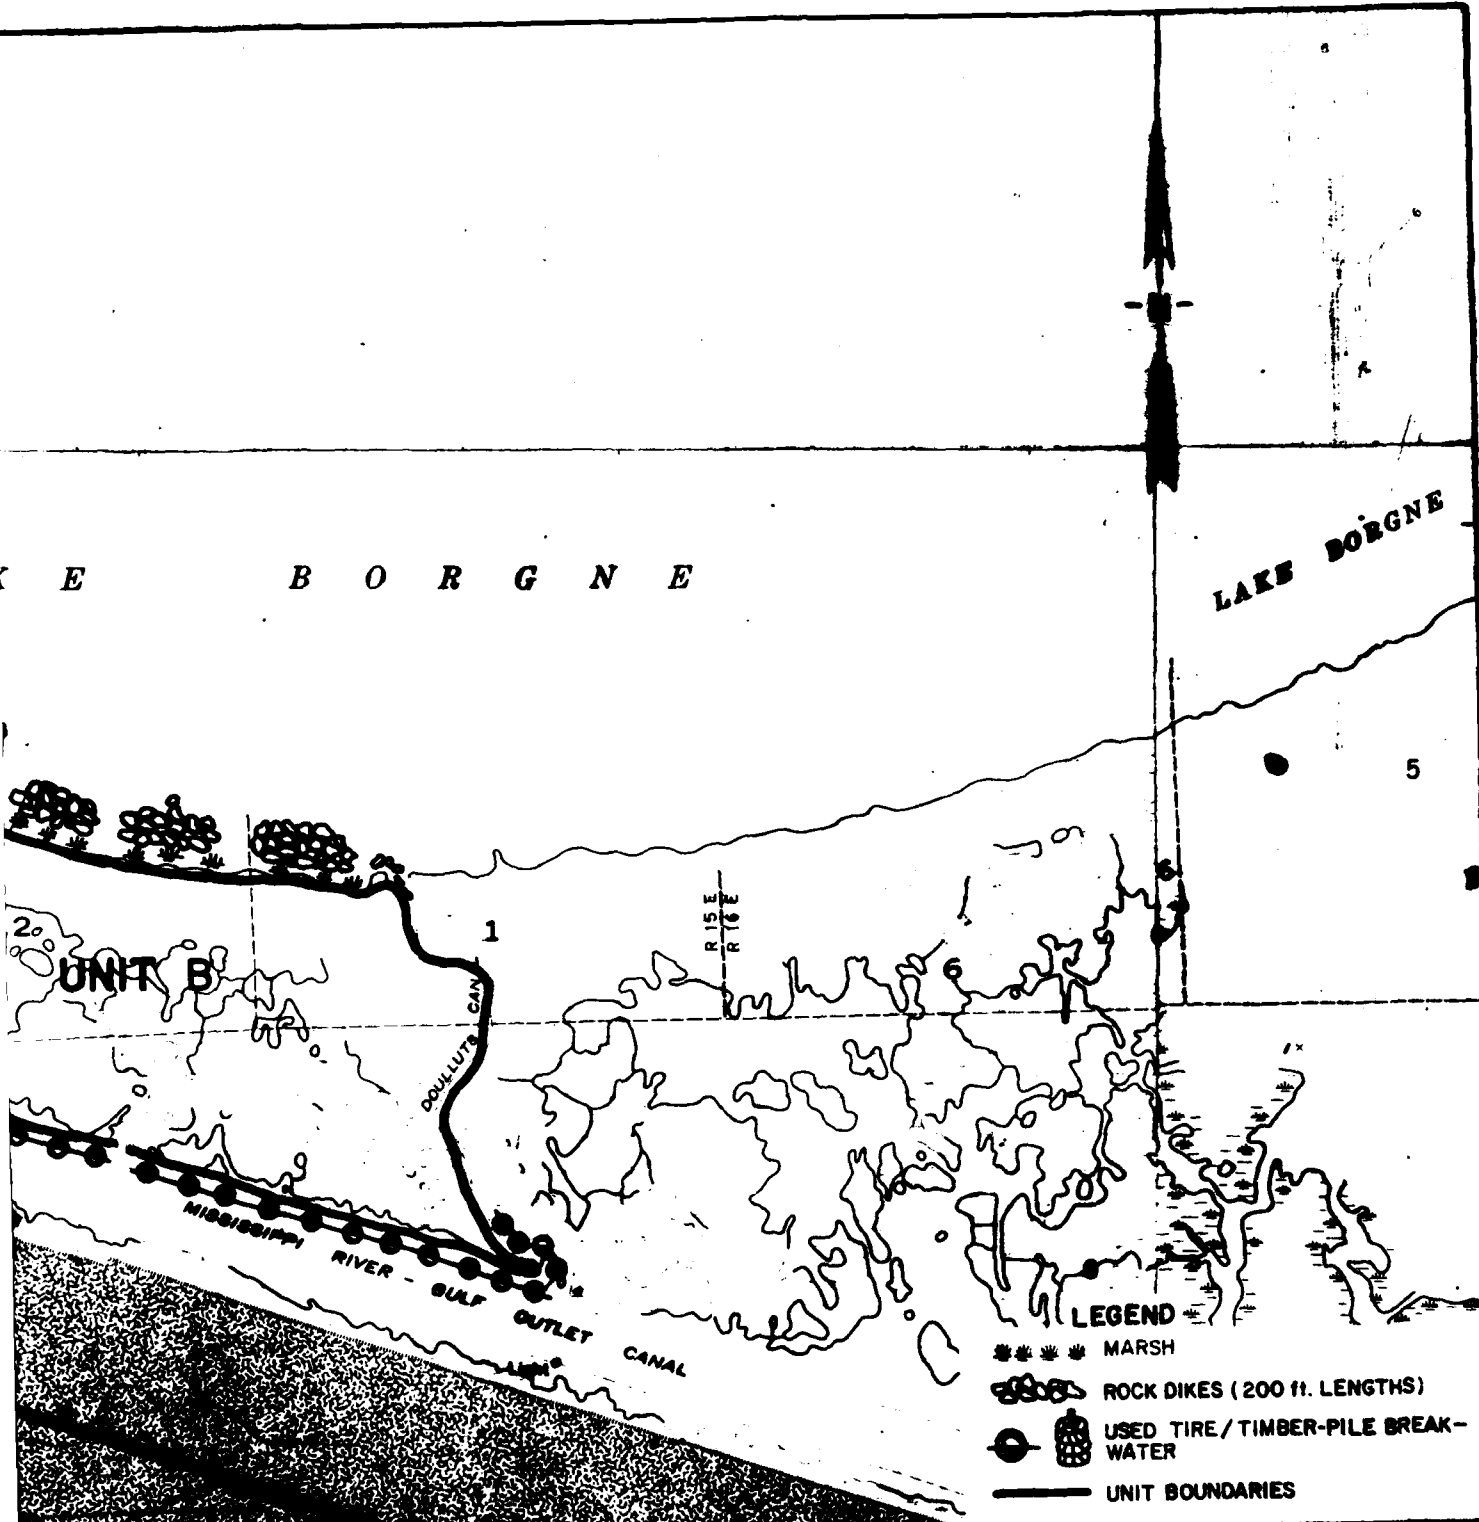 K E B O R G N E
LAKE BORGNE
5
6
2
UNIT B
1
R 15 E
R 16 E
6
DOULLUTS CAN
MISSISSIPPI RIVER - GULF OUTLET CANAL
LEGEND
MARSH
ROCK DIKES (200 ft. LENGTHS)
USED TIRE/TIMBER-PILE BREAK-
WATER
UNIT BOUNDARIES